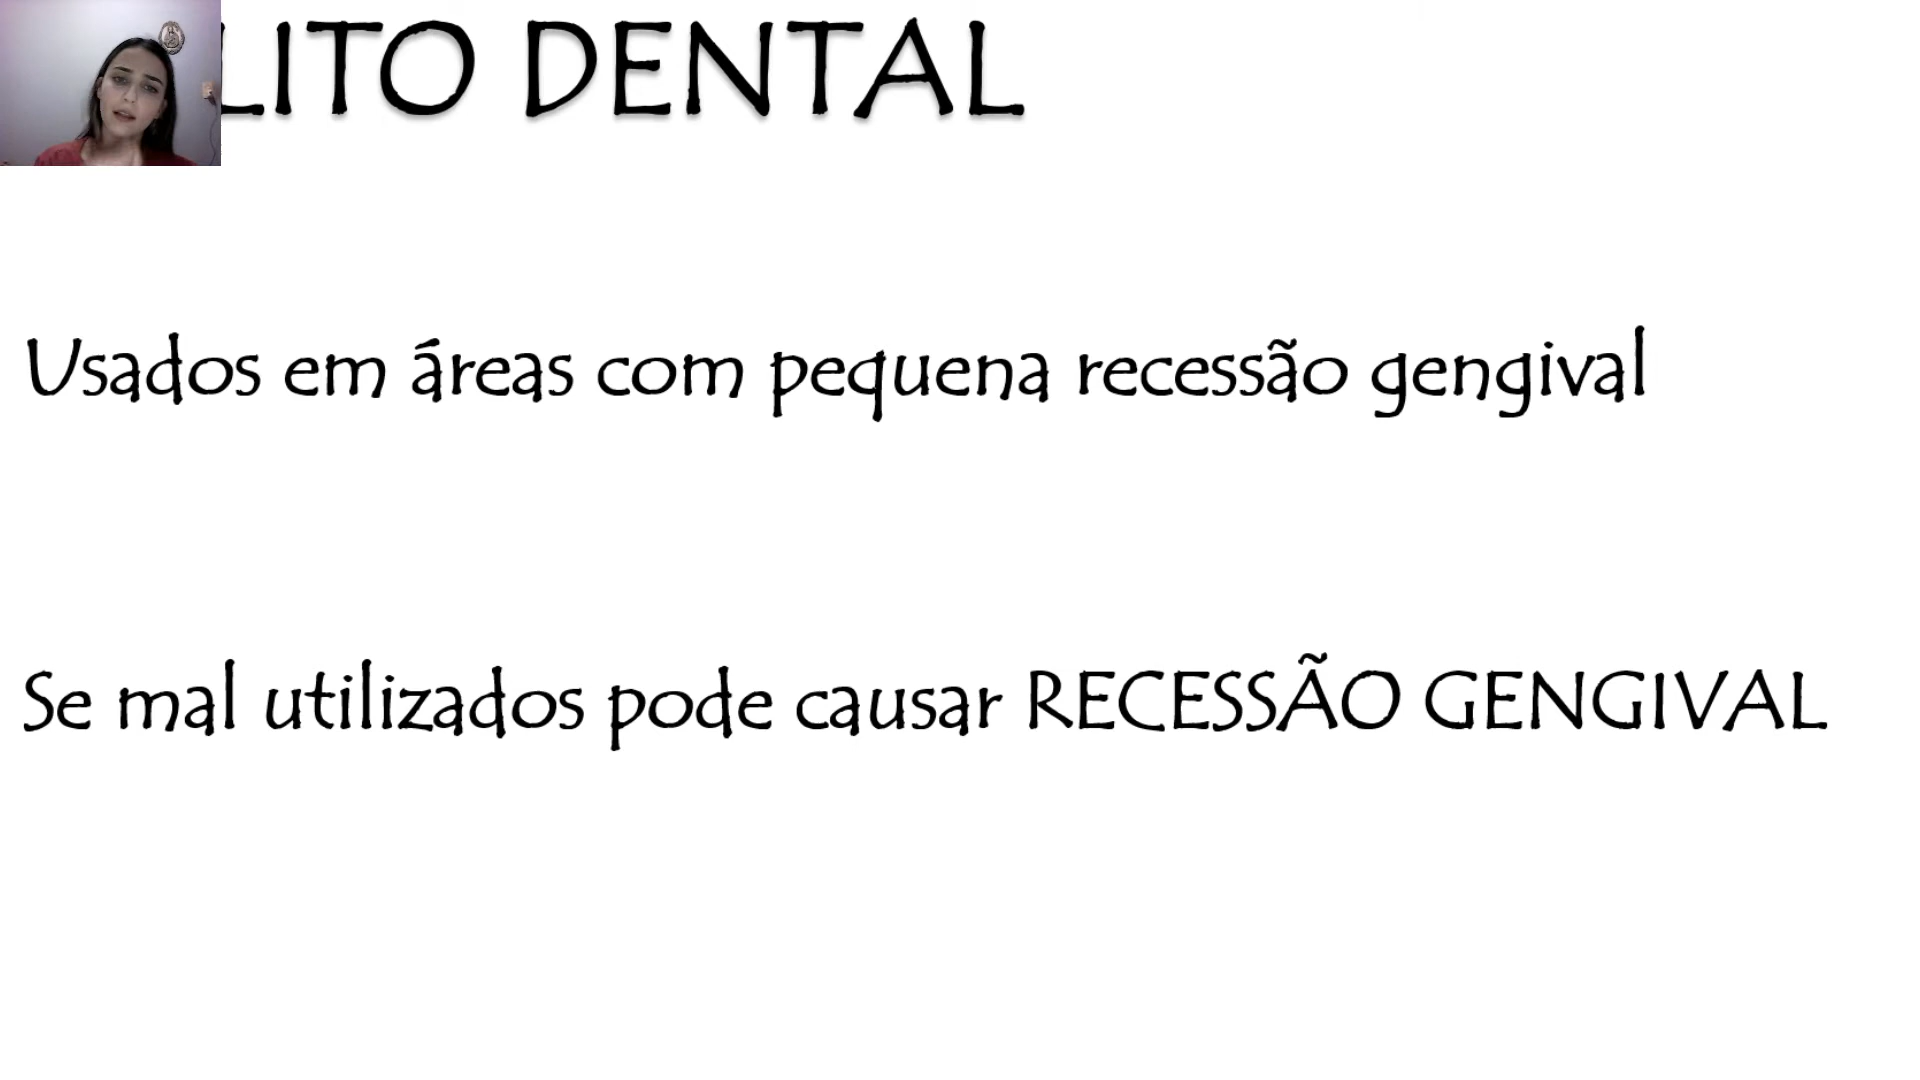 LITO DENTAL
Usados em áreas com pequena recessão gengival
Se mal utilizados pode causar RECESSÃO GENGIVAL